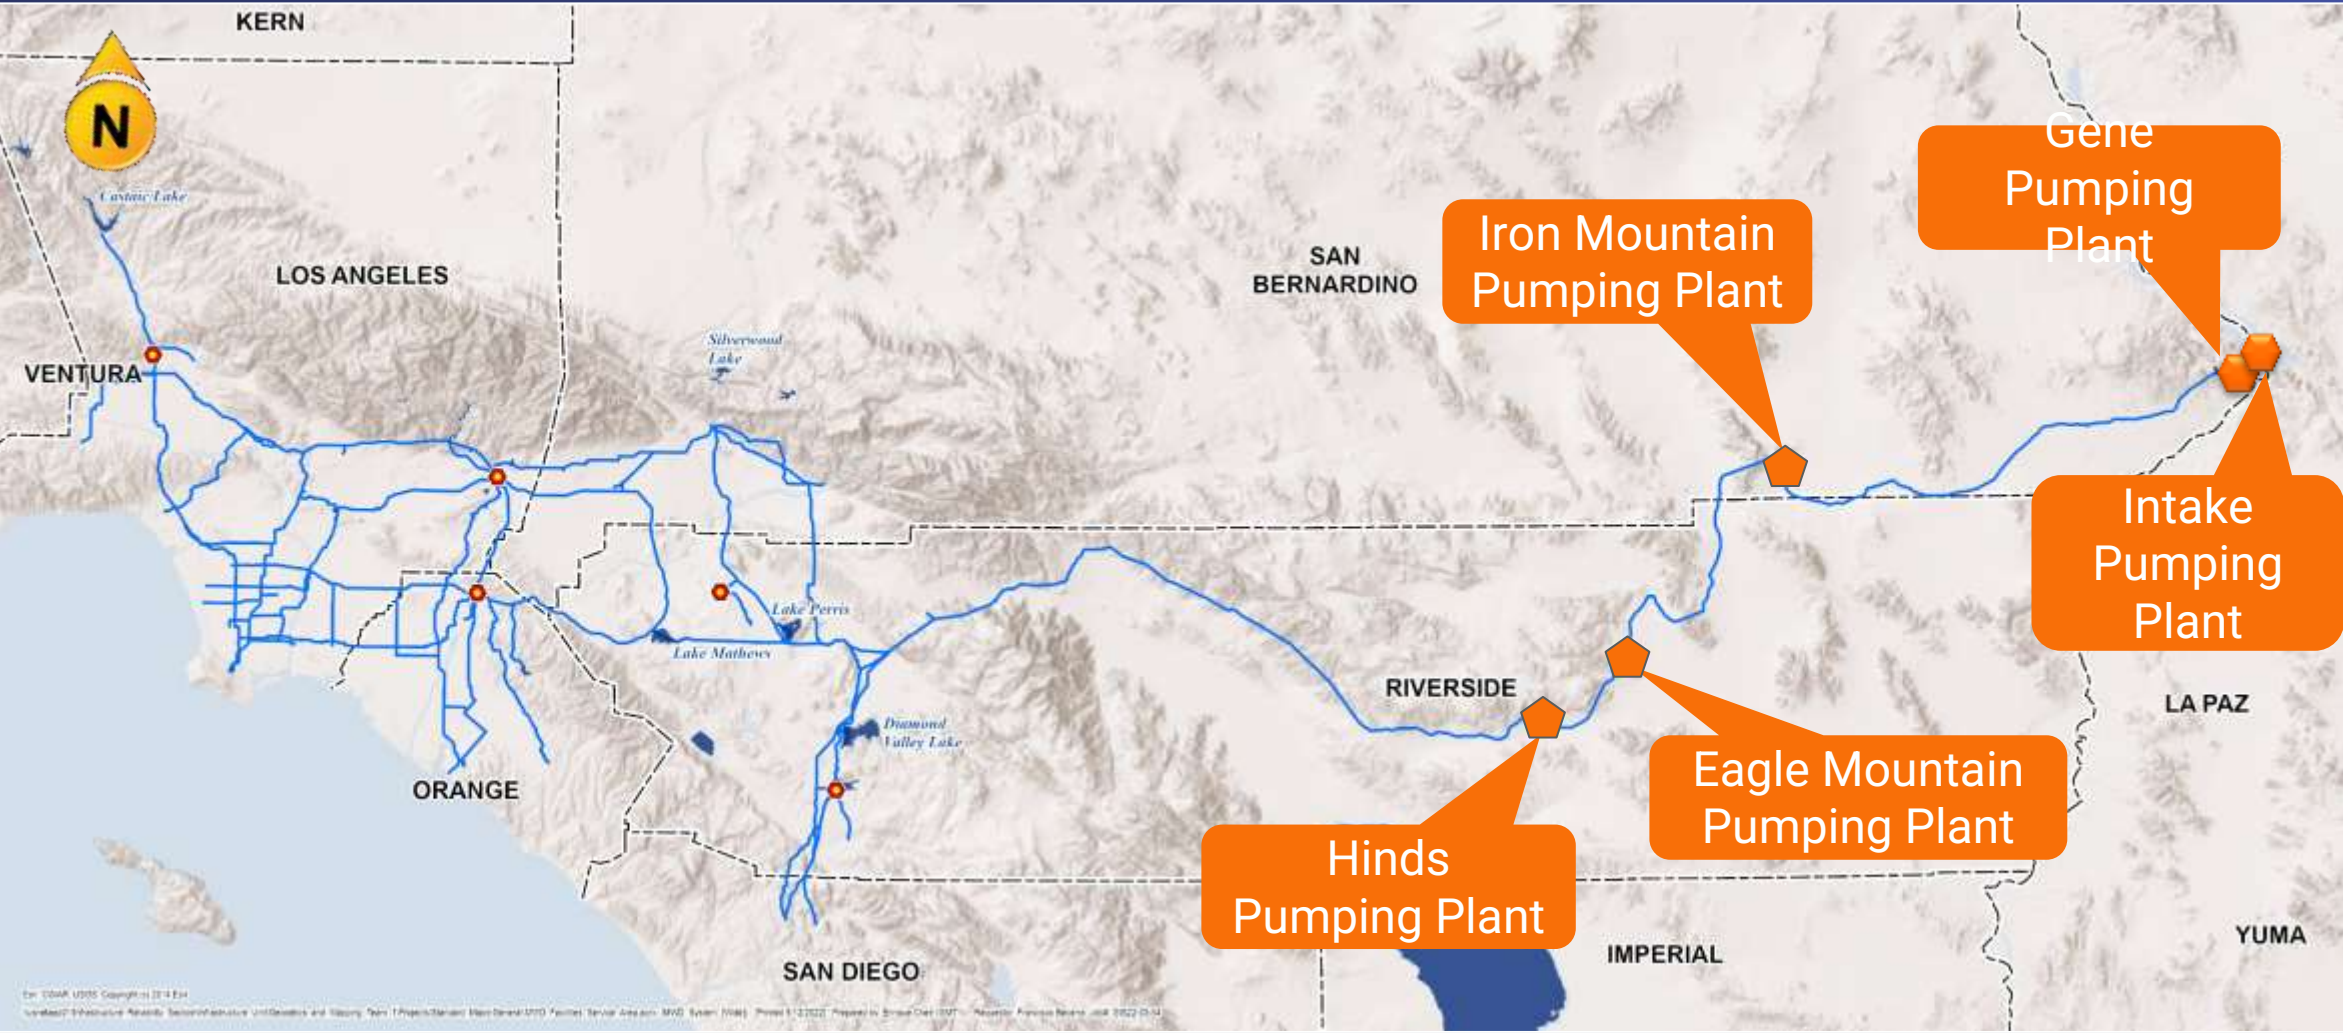 KERN
N
Castaic Lake
LOS ANGELES
VENTURA
Silverwood
Lake
SAN
BERNARDINO
Iron Mountain
Pumping Plant
Gene
Pumping
Plant
Intake
Pumping
Plant
Lake Perris
Lake Mathews
RIVERSIDE
Diamond
Valley Lake
LA PAZ
Eagle Mountain
Pumping Plant
ORANGE
Hinds
Pumping Plant
SAN DIEGO
IMPERIAL
YUMA